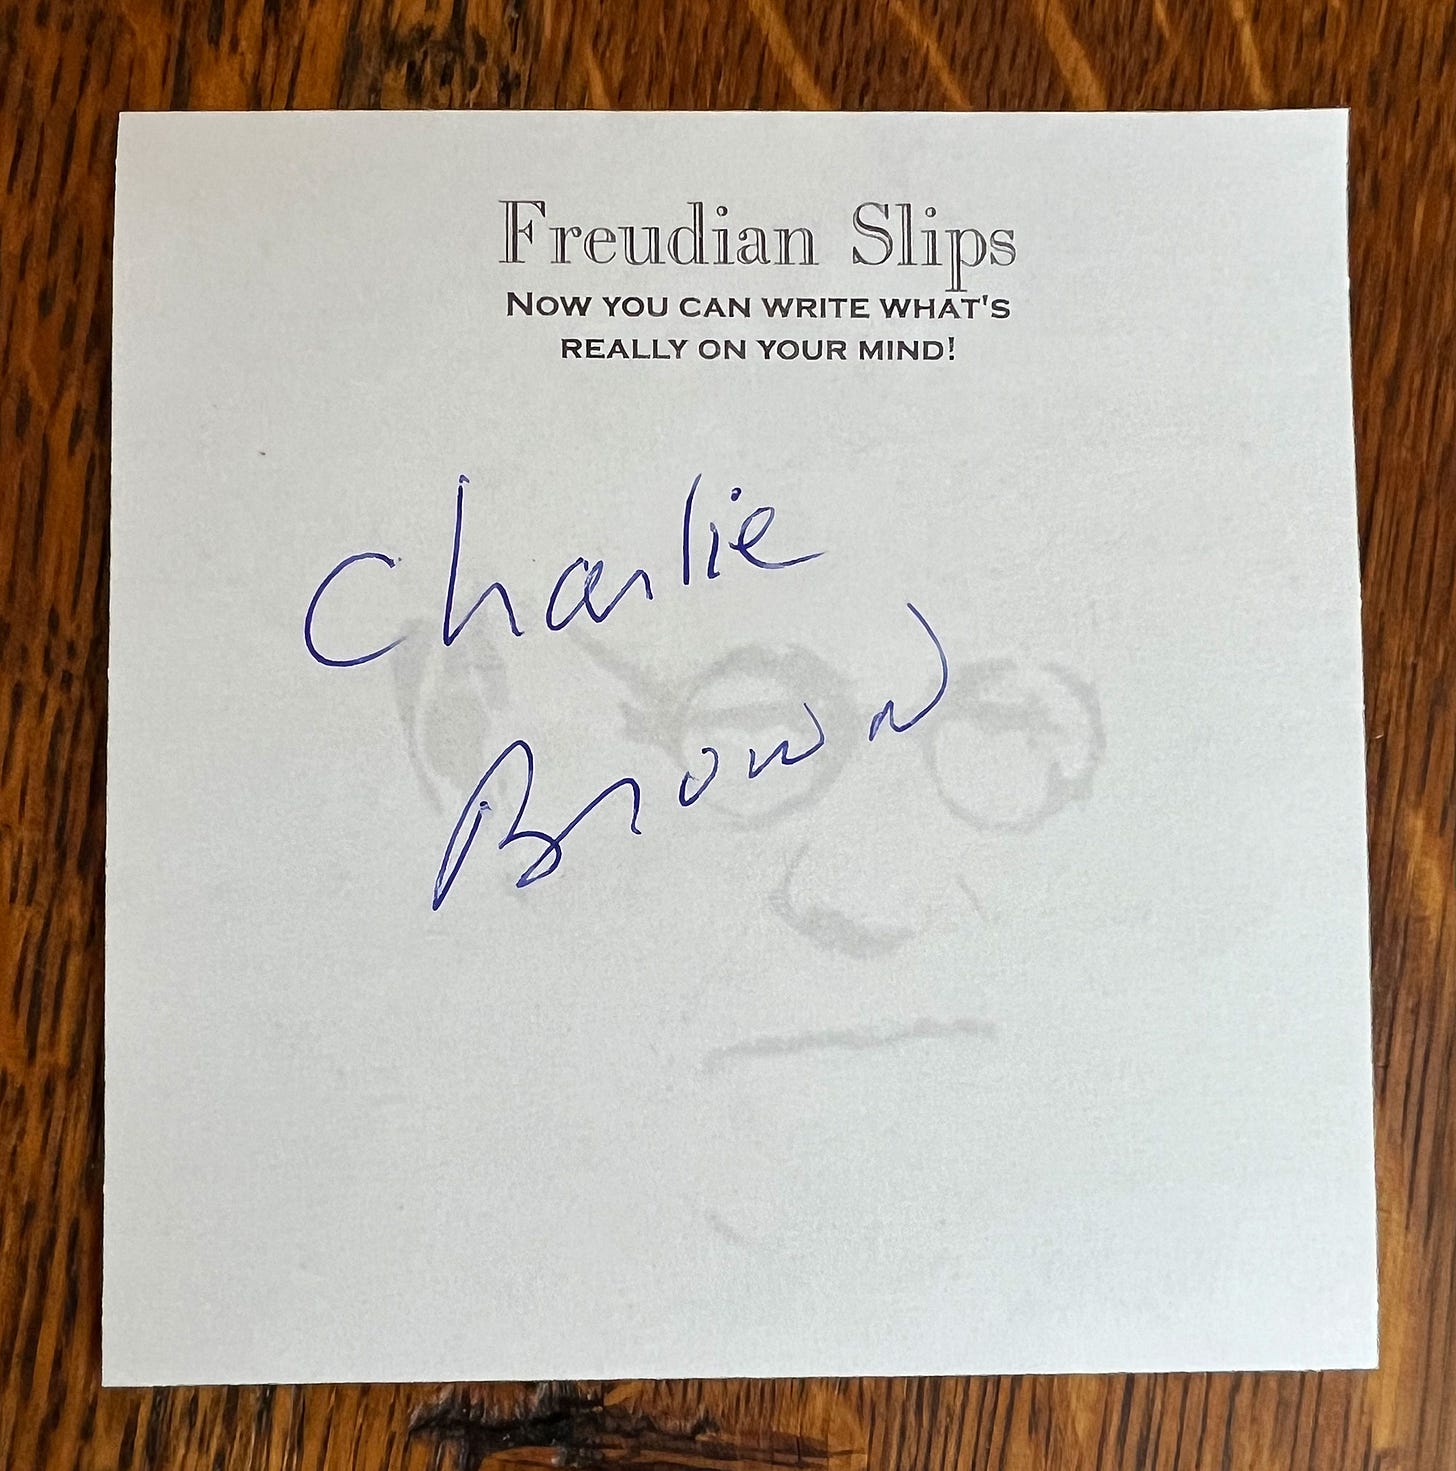 Freudian Slips
NOW YOU CAN WRITE WHAT'S
REALLY ON YOUR MIND!
Charlie
Brown